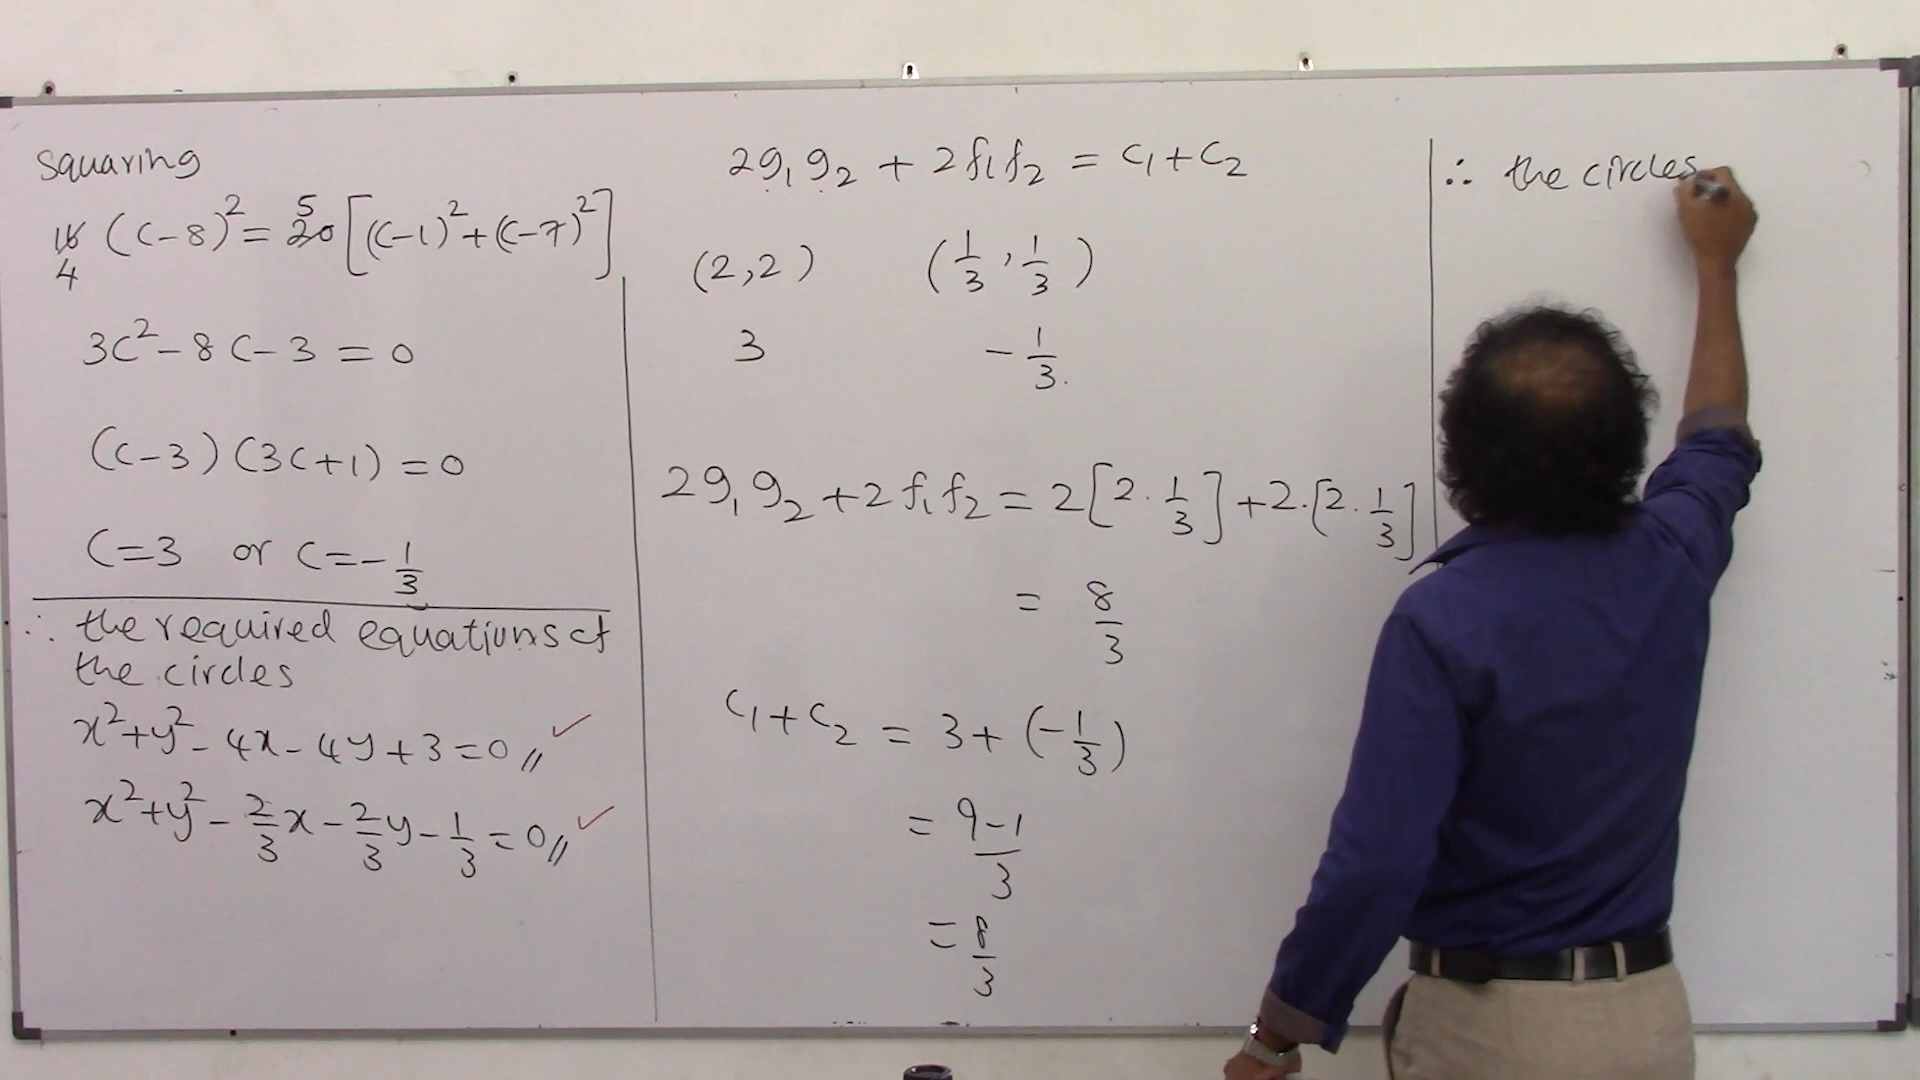 Squaring
16 (c-8)² = 20 [(c-1)² + (c-7)²]
4 5
3c² - 8c - 3 = 0
(c-3) (3c+1) = 0
c = 3 or c = -1/3
∴ the required equations of
the circles
x² + y² - 4x - 4y + 3 = 0 //
x² + y² - 2/3 x - 2/3 y - 1/3 = 0 //
2g₁g₂ + 2f₁f₂ = c₁ + c₂
(2,2) (1/3, 1/3)
3 -1/3.
2g₁g₂ + 2f₁f₂ = 2[2·1/3] + 2·[2·1/3]
= 8/3
c₁ + c₂ = 3 + (-1/3)
= 9-1/3
= 8/3
∴ the circles